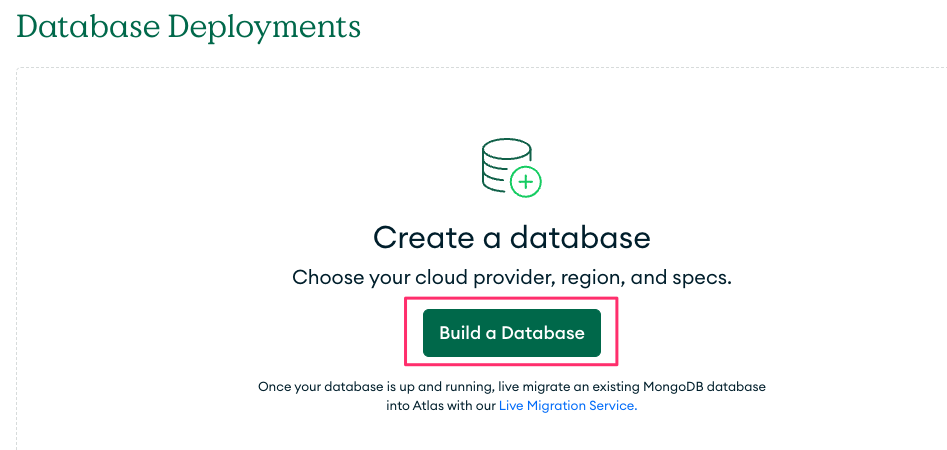 Database Deployments
Create a database
Choose your cloud provider, region, and specs.
Build a Database
Once your database is up and running, live migrate an existing MongoDB database
into Atlas with our Live Migration Service.